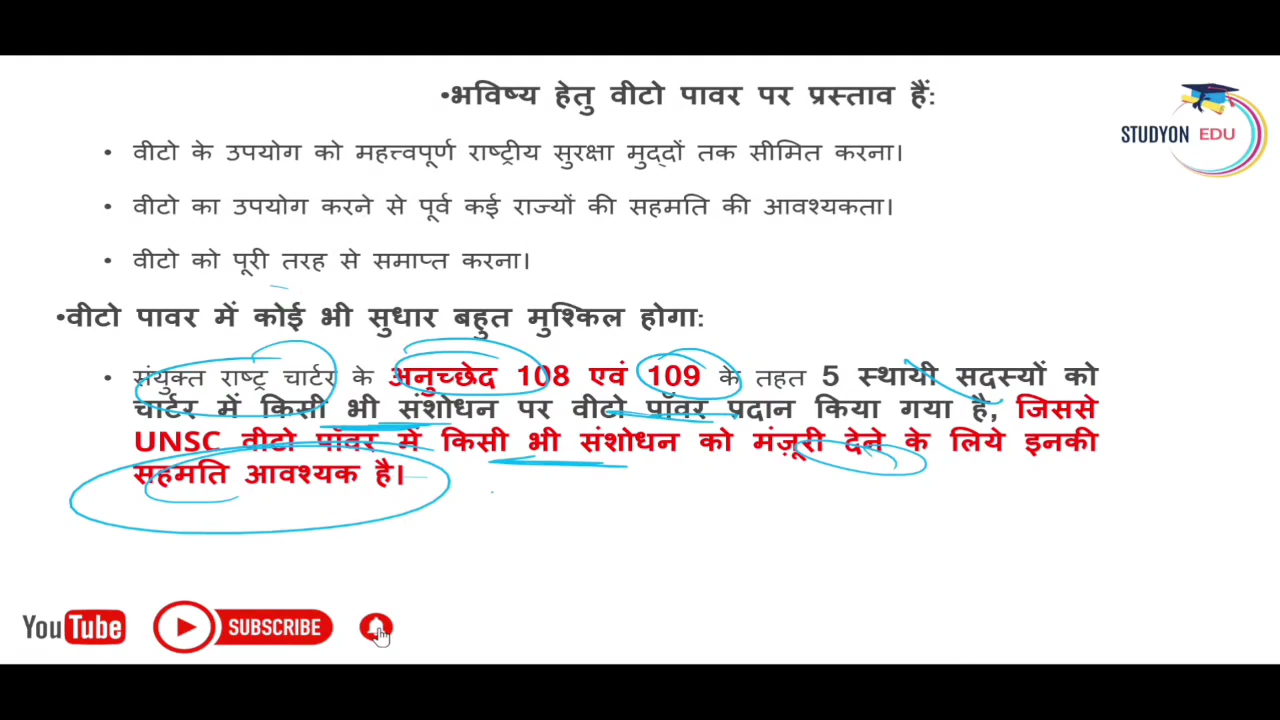 •भविष्य हेतु वीटो पावर पर प्रस्ताव हैं:
STUDYON EDU
• वीटो के उपयोग को महत्त्वपूर्ण राष्ट्रीय सुरक्षा मुद्दों तक सीमित करना।
• वीटो का उपयोग करने से पूर्व कई राज्यों की सहमति की आवश्यकता।
• वीटो को पूरी तरह से समाप्त करना।
•वीटो पावर में कोई भी सुधार बहुत मुश्किल होगा:
• संयुक्त राष्ट्र चार्टर के अनुच्छेद 108 एवं 109 के तहत 5 स्थायी सदस्यों को
चार्टर में किसी भी संशोधन पर वीटो पॉवर प्रदान किया गया है, जिससे
UNSC वीटो पॉवर में किसी भी संशोधन को मंज़ूरी देने के लिये इनकी
सहमति आवश्यक है।
YouTube SUBSCRIBE